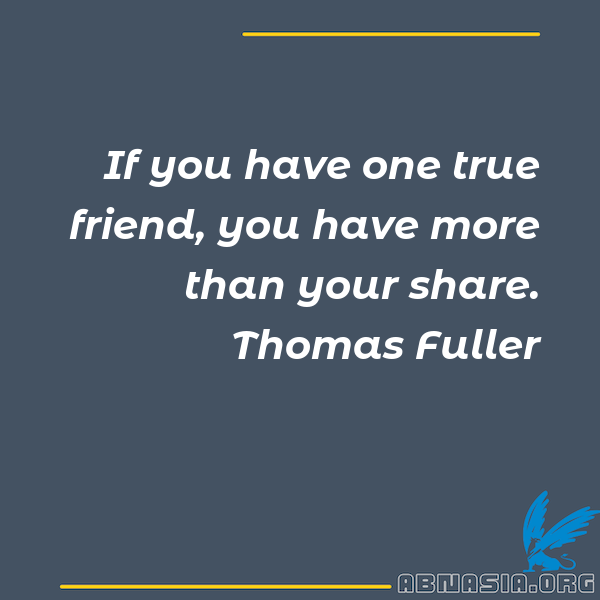 If you have one true
friend, you have more
than your share.
Thomas Fuller
ABNASIA.ORG